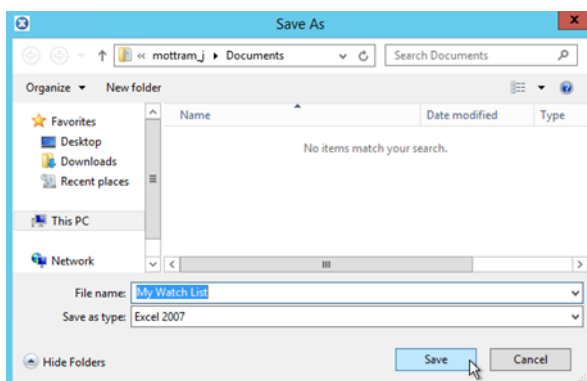 Save As
« mottram_j ▸ Documents
Search Documents
Organize
New folder
Name
Date modified
Type
Favorites
Desktop
Downloads
Recent places
This PC
Network
No items match your search.
File name: My Watch List
Save as type: Excel 2007
Hide Folders
Save
Cancel